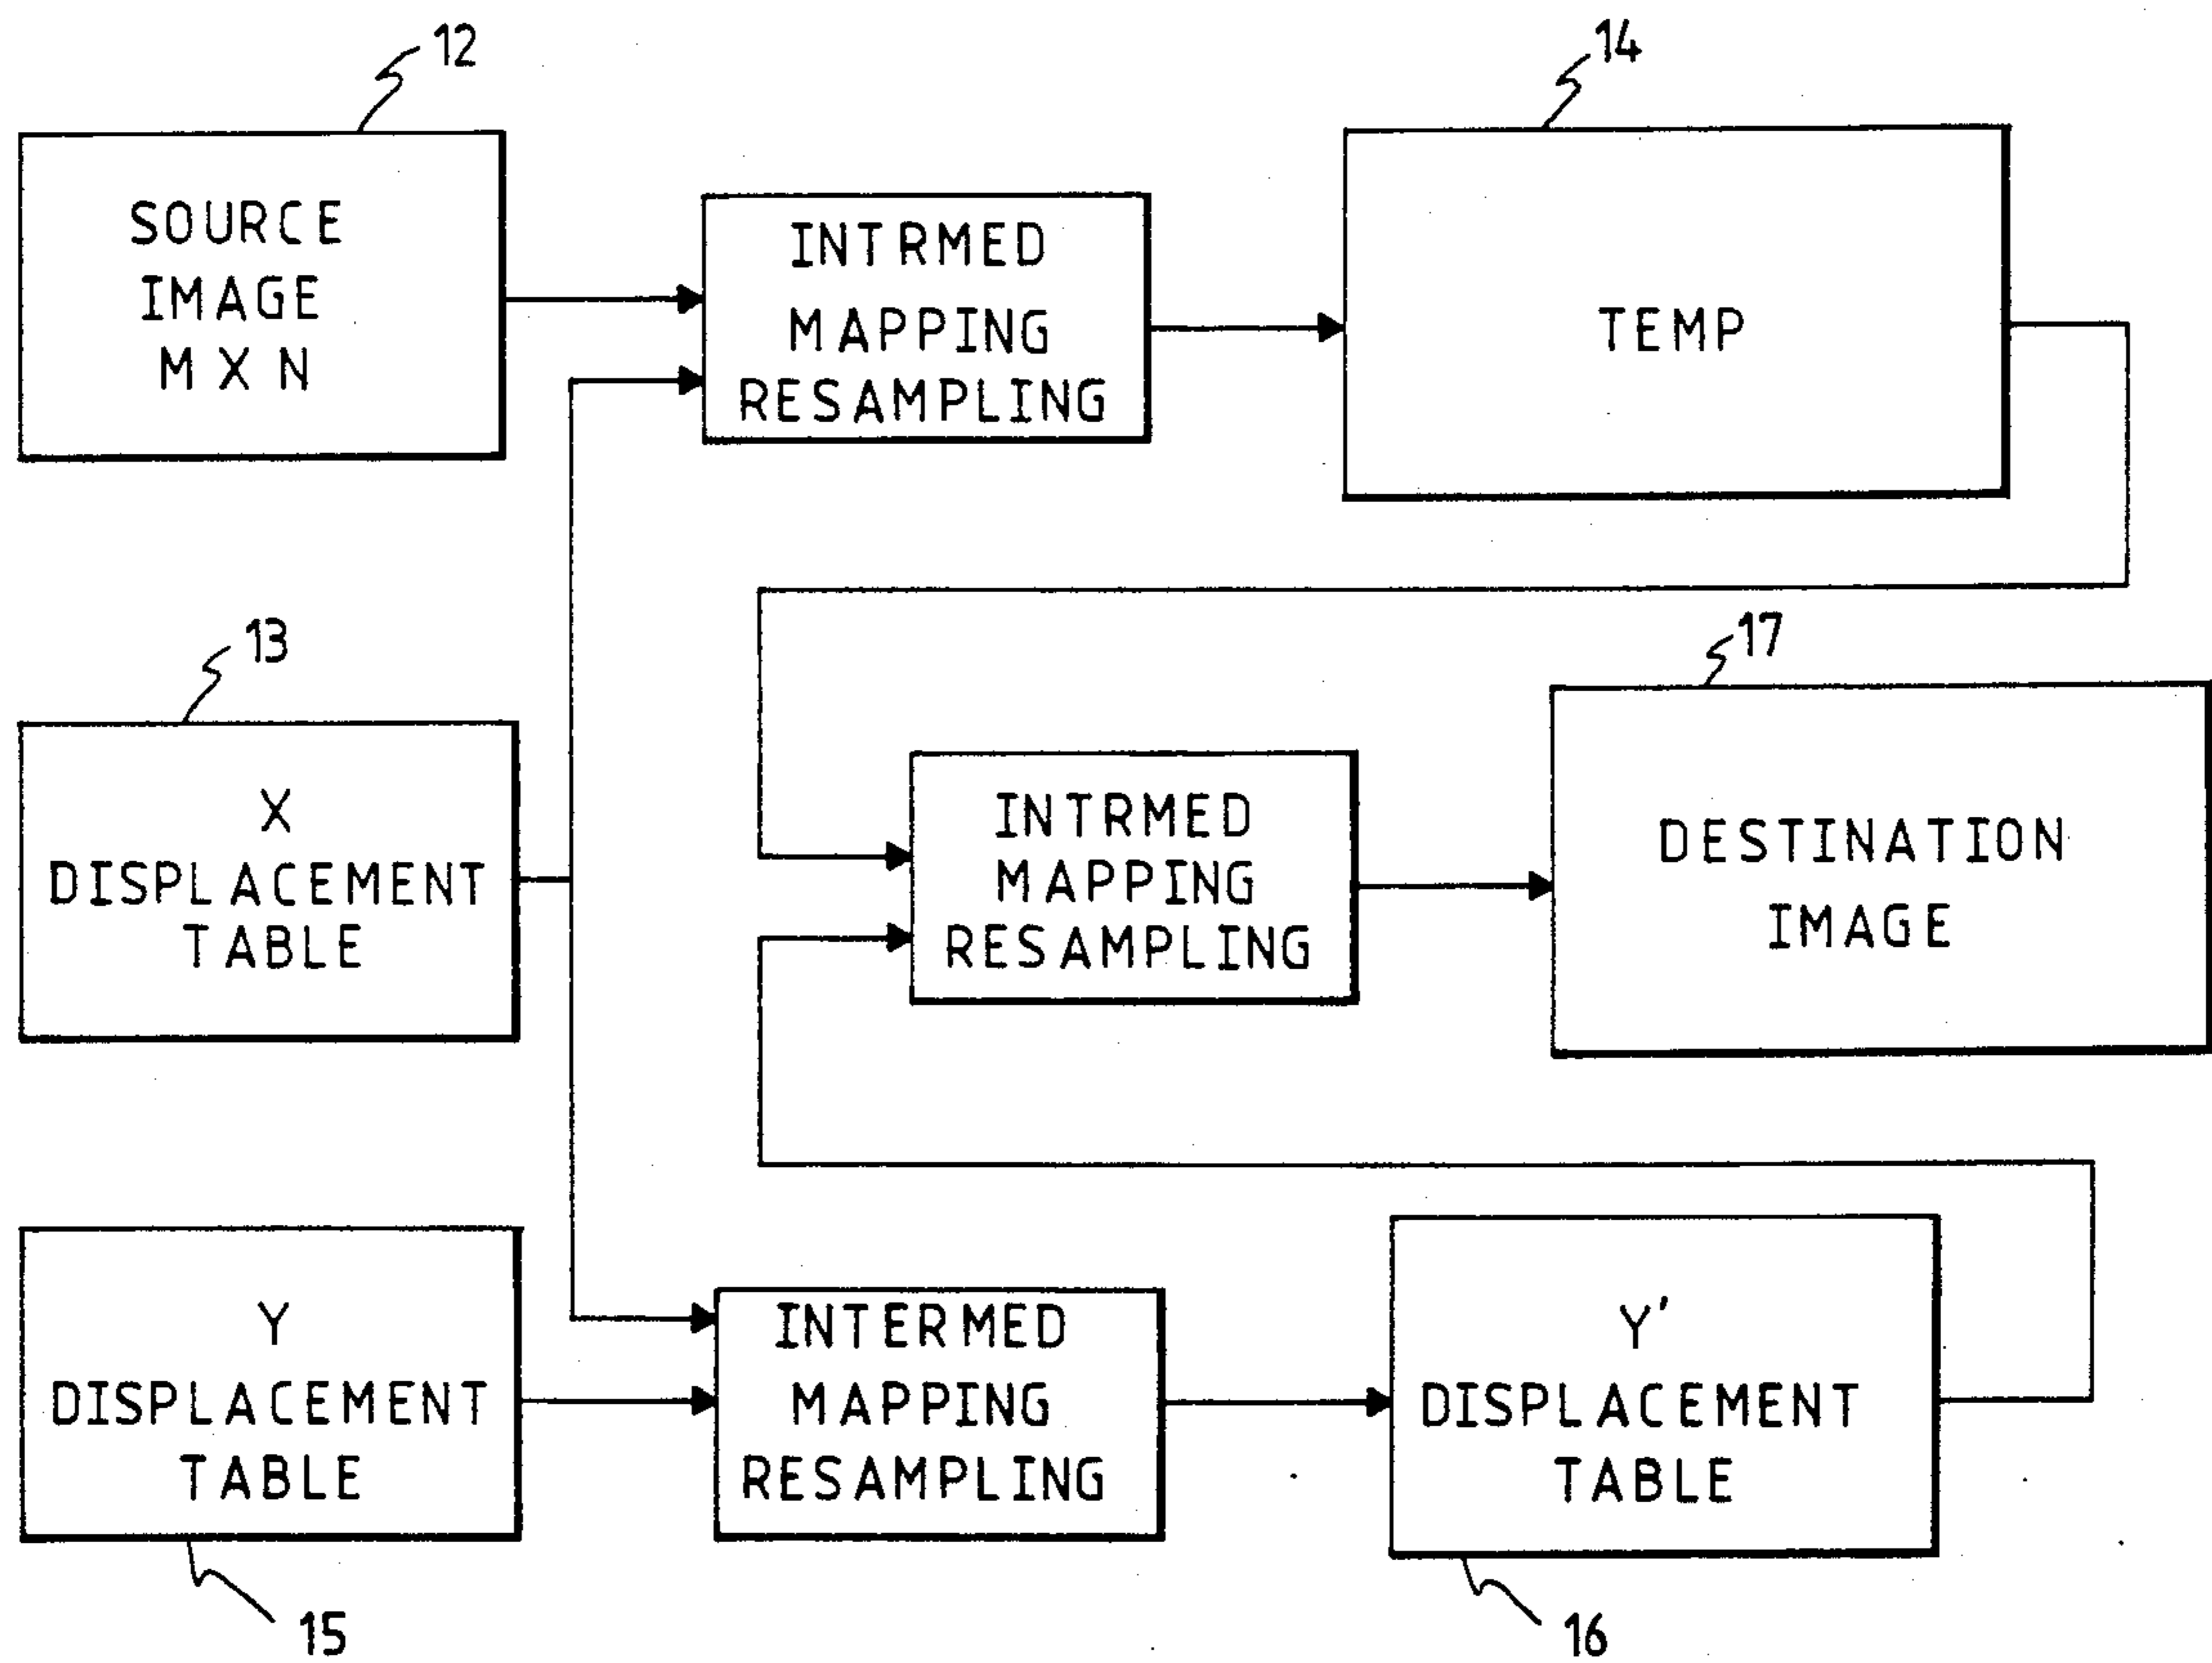 12
14
SOURCE
IMAGE
M X N
INTRMED
MAPPING
RESAMPLING
TEMP
13
17
X
DISPLACEMENT
TABLE
INTRMED
MAPPING
RESAMPLING
DESTINATION
IMAGE
Y
DISPLACEMENT
TABLE
INTERMED
MAPPING
RESAMPLING
Y'
DISPLACEMENT
TABLE
15
16